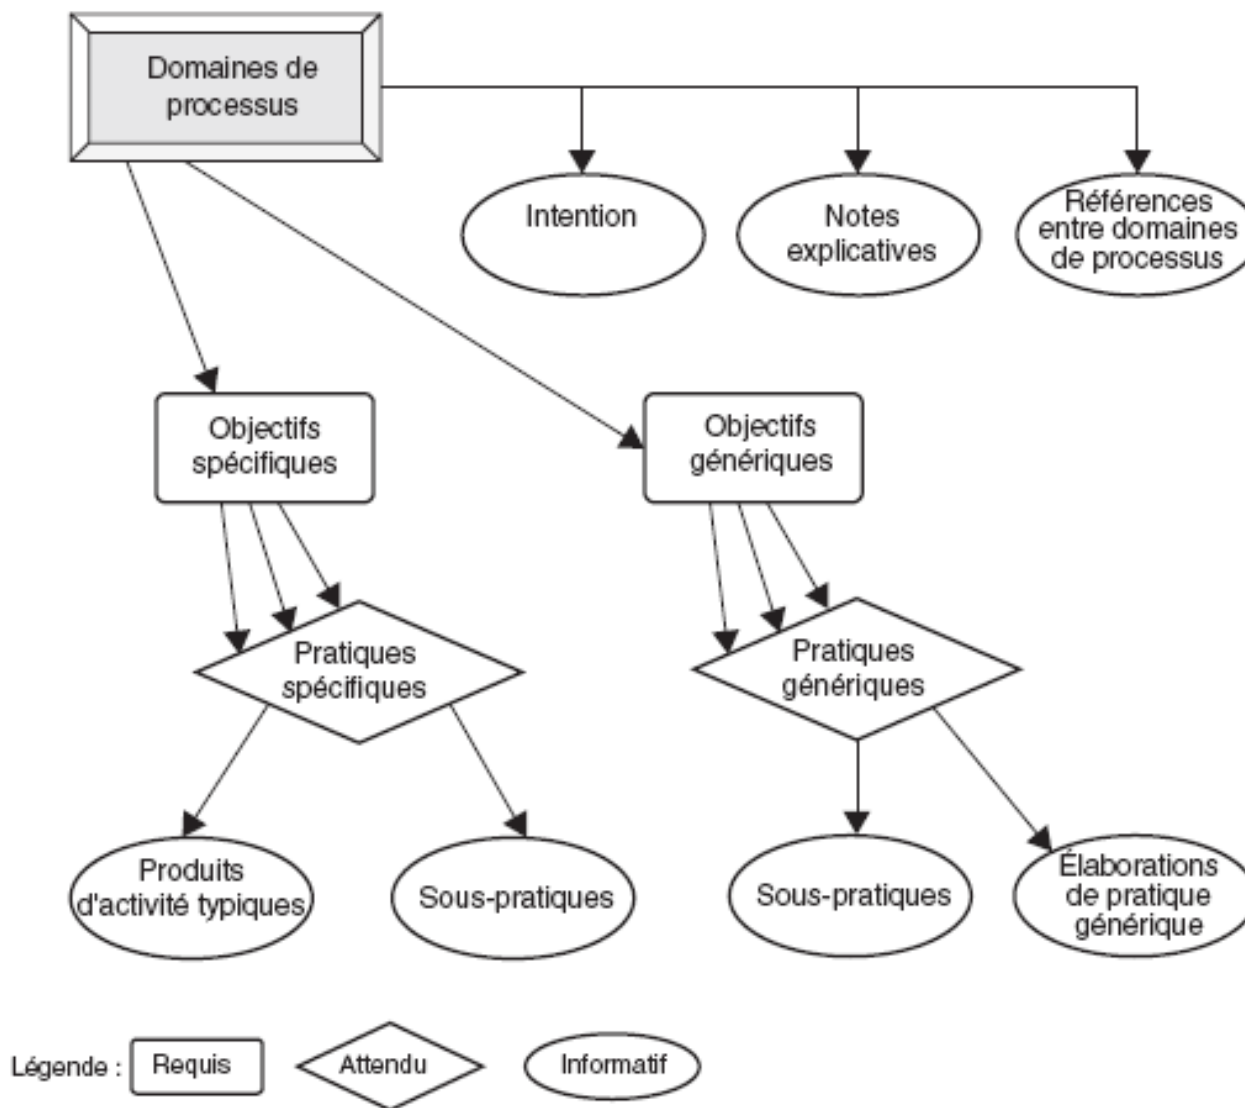 Domaines de
processus
Intention
Notes
explicatives
Références
entre domaines
de processus
Objectifs
spécifiques
Objectifs
génériques
Pratiques
spécifiques
Pratiques
génériques
Produits
d'activité typiques
Sous-pratiques
Sous-pratiques
Élaborations
de pratique
générique
Légende :
Requis
Attendu
Informatif